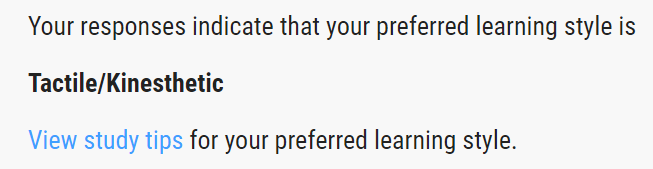 Your responses indicate that your preferred learning style is
Tactile/Kinesthetic
View study tips for your preferred learning style.